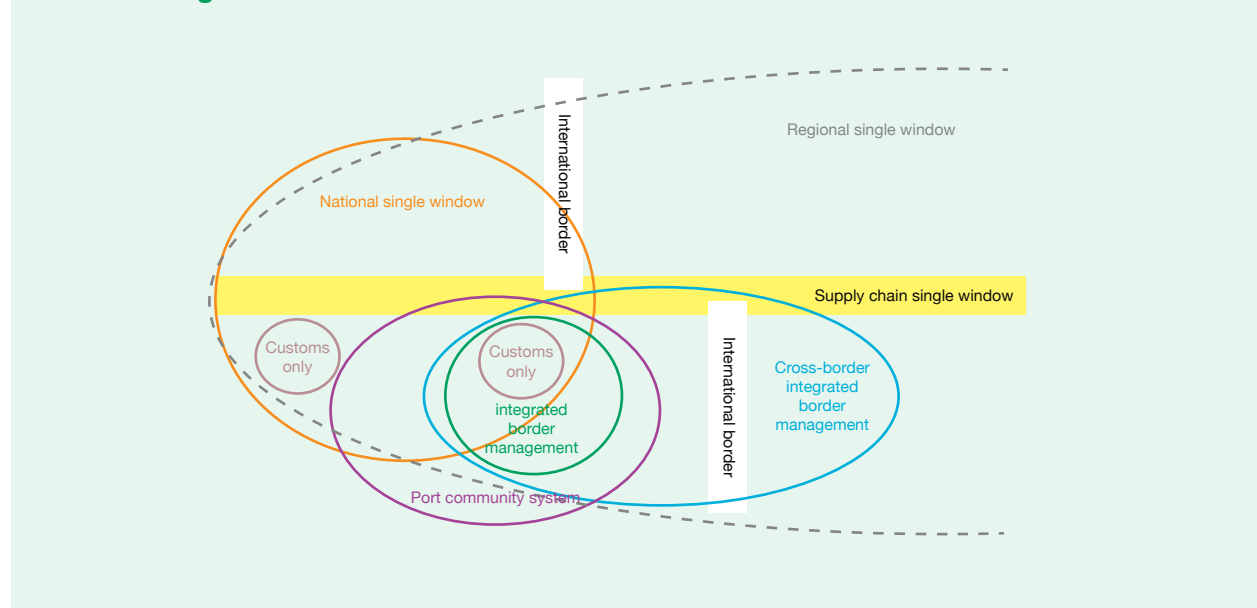 Regional single window
International border
National single window
Supply chain single window
Customs
only
Customs
only
International border
Cross-border
integrated
border
management
integrated
border
management
Port community system